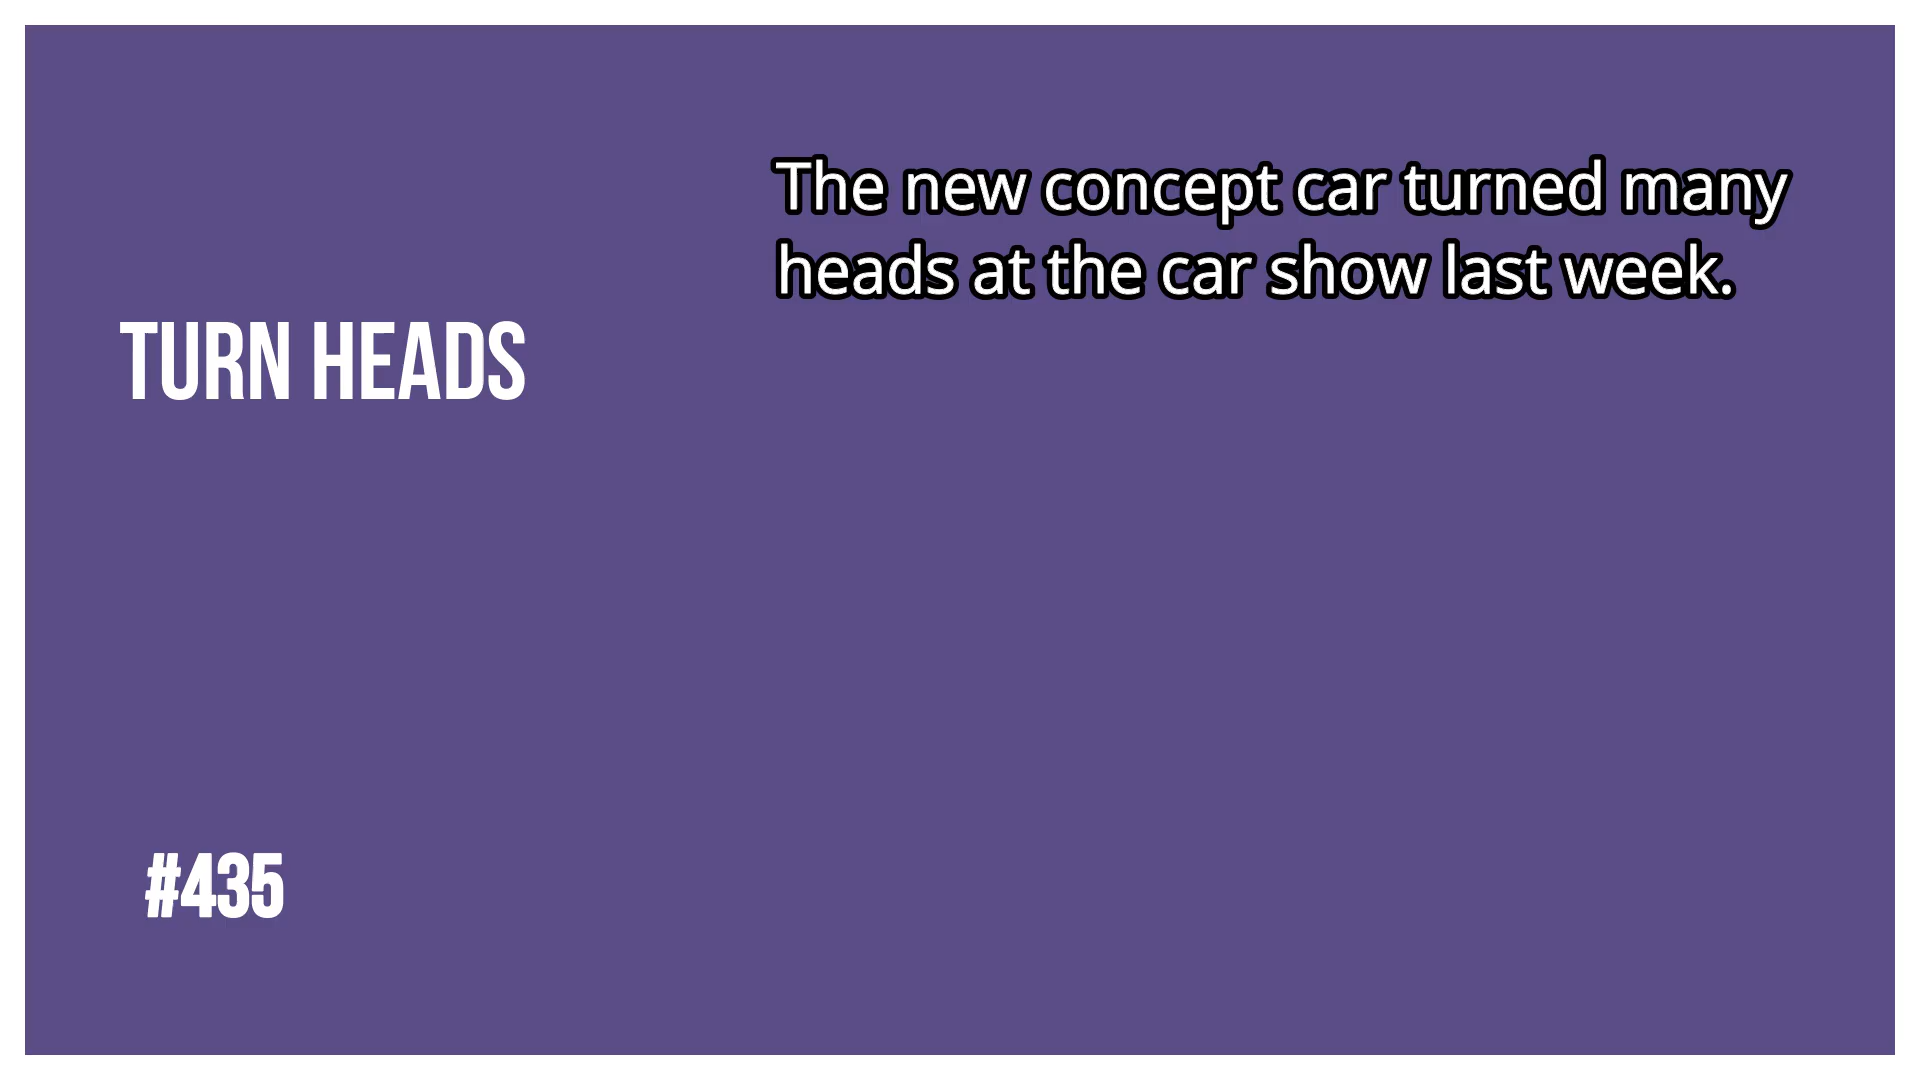 TURN HEADS
The new concept car turned many
heads at the car show last week.
#435